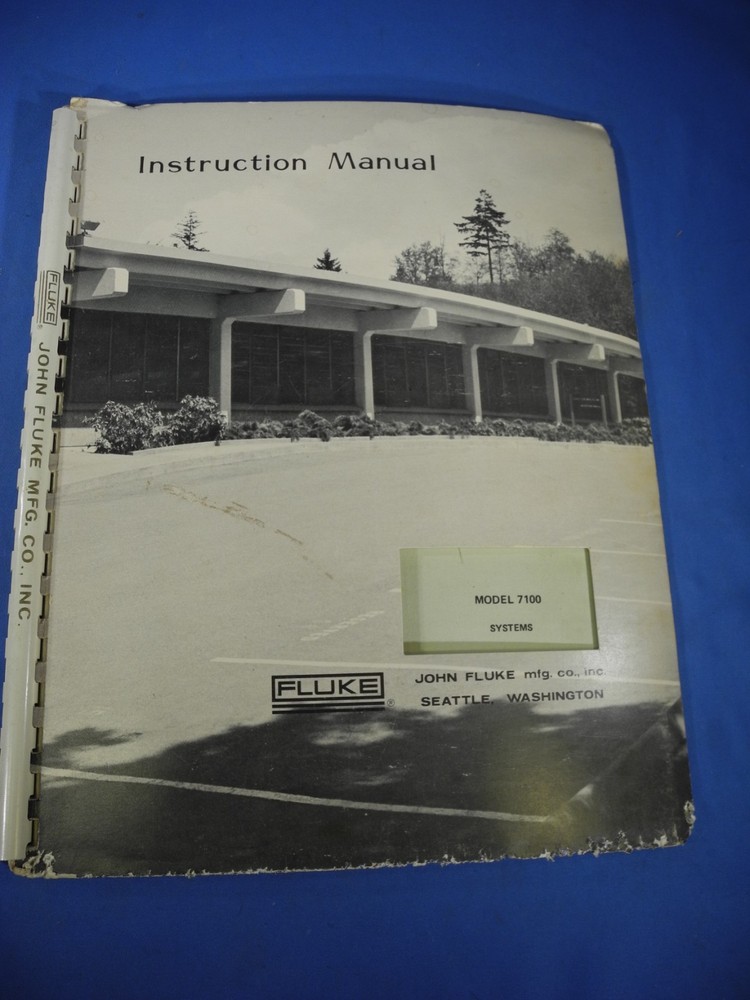 Instruction Manual
FLUKE
JOHN FLUKE MFG. CO., INC.
MODEL 7100
SYSTEMS
FLUKE®
JOHN FLUKE mfg. co., inc.
SEATTLE, WASHINGTON